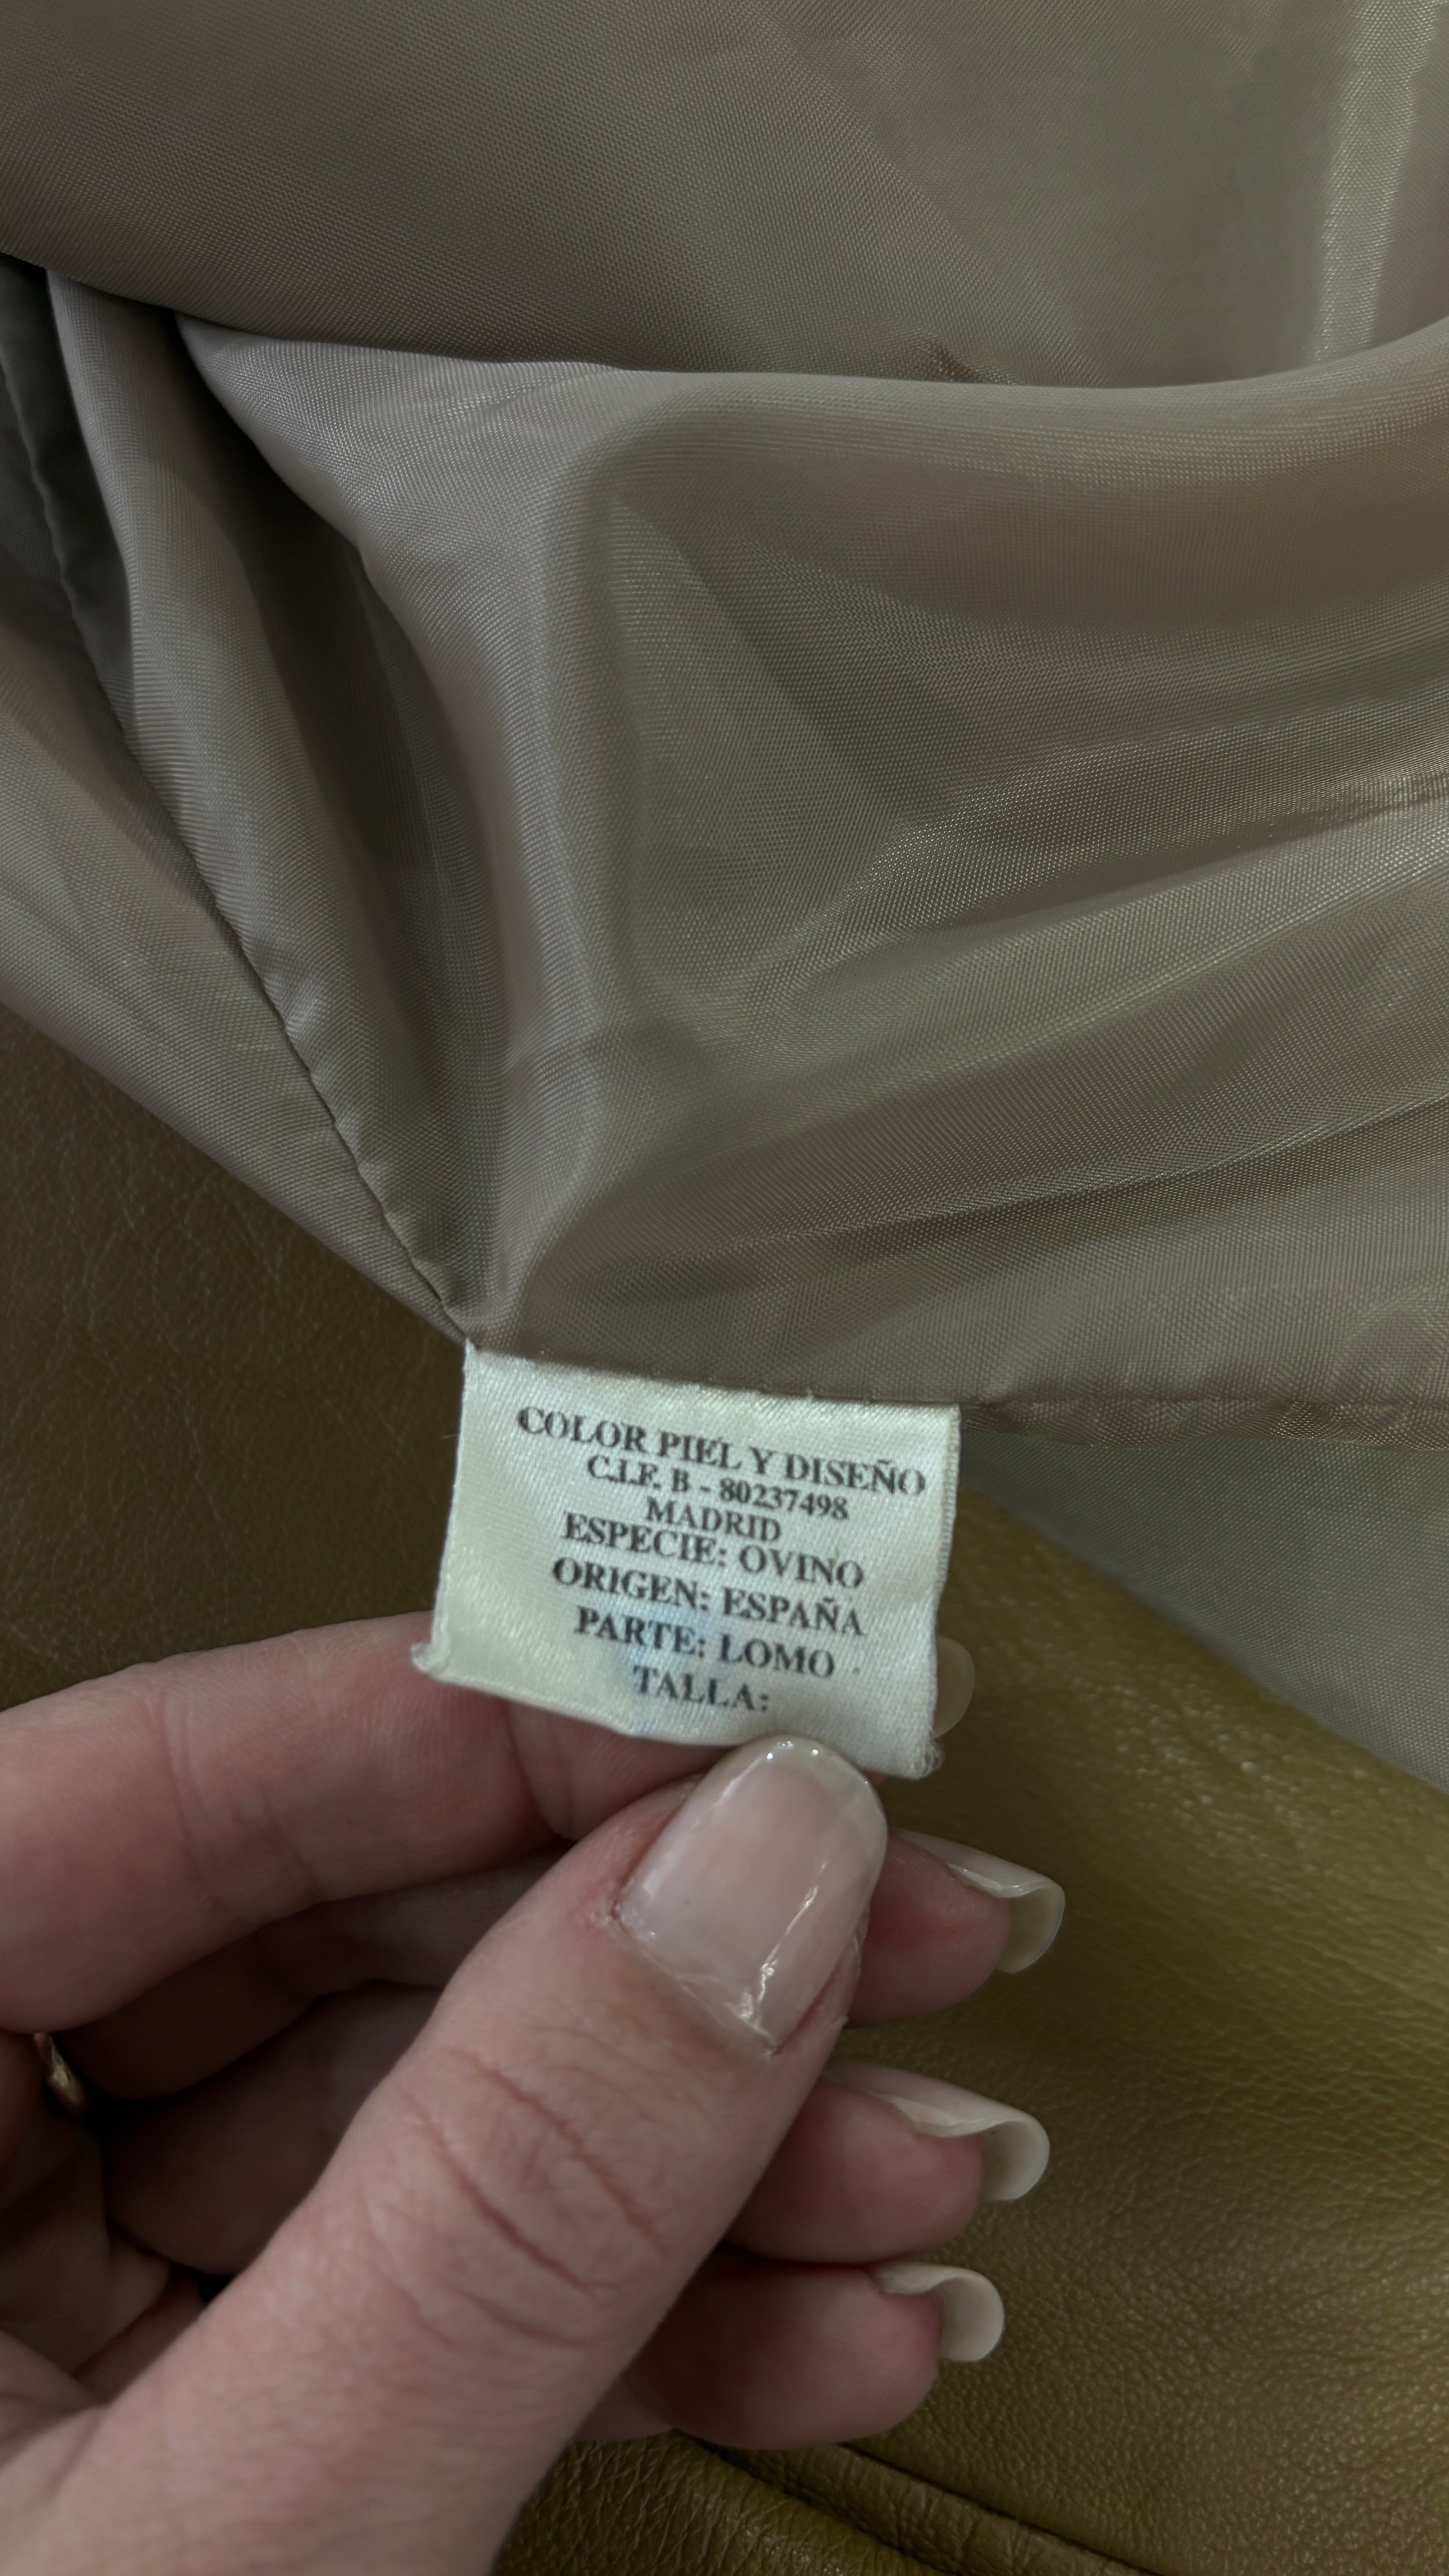 COLOR PIEL Y DISEÑO
C.I.F. B - 80237498
MADRID
ESPECIE: OVINO
ORIGEN: ESPAÑA
PARTE: LOMO
TALLA: